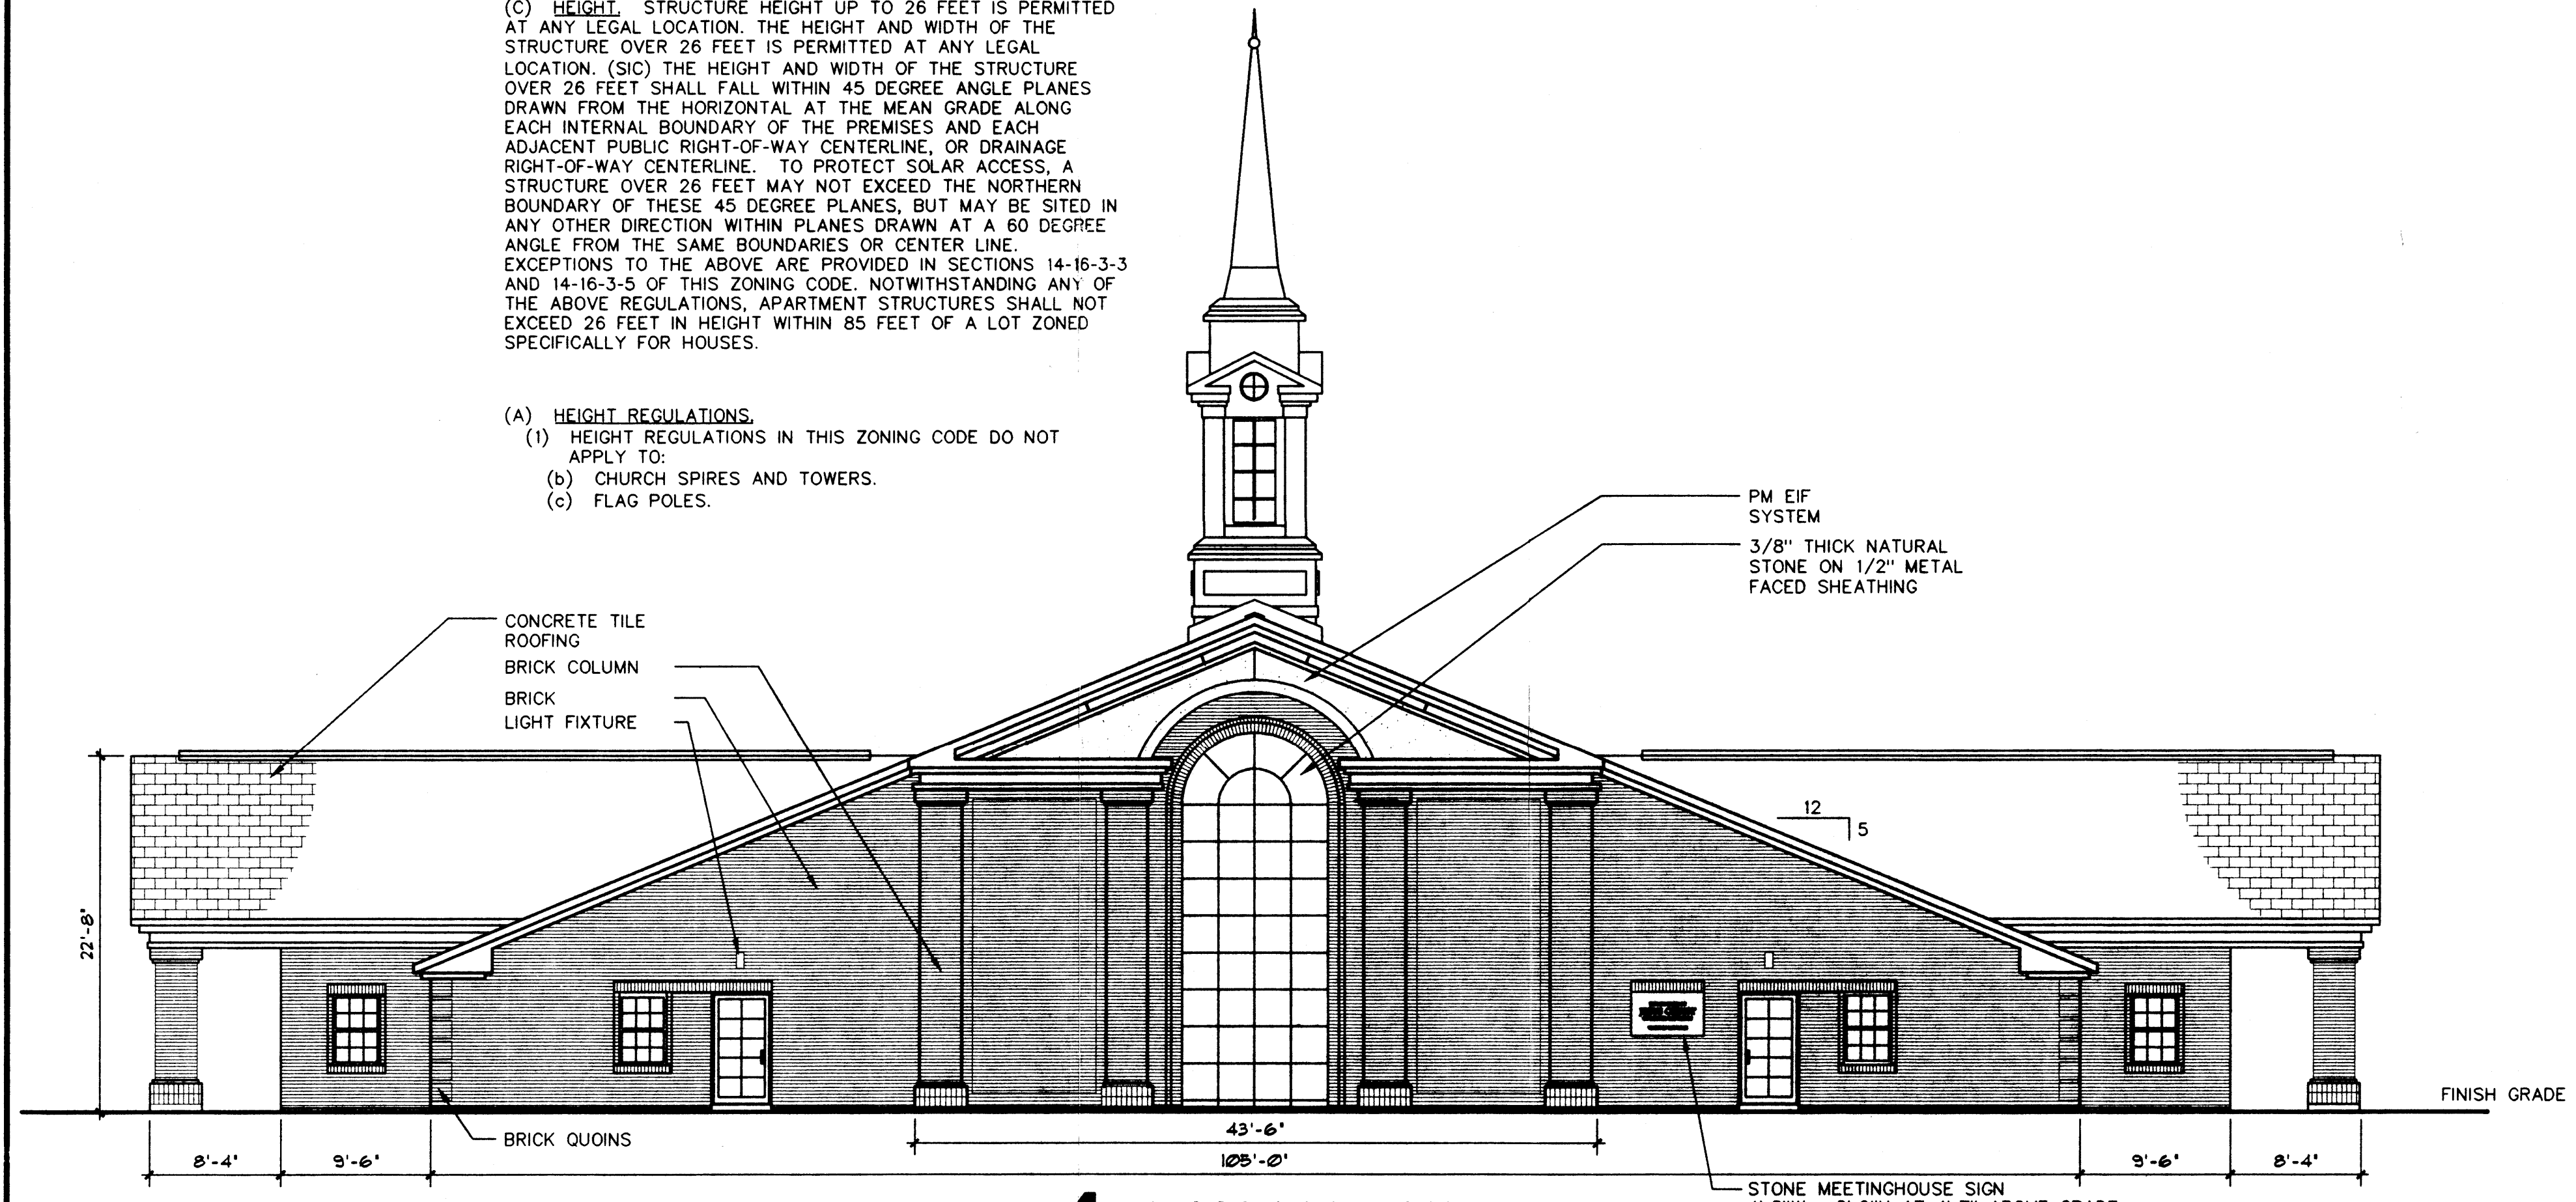 (C) HEIGHT. STRUCTURE HEIGHT UP TO 26 FEET IS PERMITTED
AT ANY LEGAL LOCATION. THE HEIGHT AND WIDTH OF THE
STRUCTURE OVER 26 FEET IS PERMITTED AT ANY LEGAL
LOCATION. (SIC) THE HEIGHT AND WIDTH OF THE STRUCTURE
OVER 26 FEET SHALL FALL WITHIN 45 DEGREE ANGLE PLANES
DRAWN FROM THE HORIZONTAL AT THE MEAN GRADE ALONG
EACH INTERNAL BOUNDARY OF THE PREMISES AND EACH
ADJACENT PUBLIC RIGHT-OF-WAY CENTERLINE, OR DRAINAGE
RIGHT-OF-WAY CENTERLINE. TO PROTECT SOLAR ACCESS, A
STRUCTURE OVER 26 FEET MAY NOT EXCEED THE NORTHERN
BOUNDARY OF THESE 45 DEGREE PLANES, BUT MAY BE SITED IN
ANY OTHER DIRECTION WITHIN PLANES DRAWN AT A 60 DEGREE
ANGLE FROM THE SAME BOUNDARIES OR CENTER LINE.
EXCEPTIONS TO THE ABOVE ARE PROVIDED IN SECTIONS 14-16-3-3
AND 14-16-3-5 OF THIS ZONING CODE. NOTWITHSTANDING ANY OF
THE ABOVE REGULATIONS, APARTMENT STRUCTURES SHALL NOT
EXCEED 26 FEET IN HEIGHT WITHIN 85 FEET OF A LOT ZONED
SPECIFICALLY FOR HOUSES.
(A) HEIGHT REGULATIONS.
(1) HEIGHT REGULATIONS IN THIS ZONING CODE DO NOT
APPLY TO:
(b) CHURCH SPIRES AND TOWERS.
(c) FLAG POLES.
PM EIF
SYSTEM
3/8" THICK NATURAL
STONE ON 1/2" METAL
FACED SHEATHING
CONCRETE TILE
ROOFING
BRICK COLUMN
BRICK
LIGHT FIXTURE
12
5
22'-8"
FINISH GRADE
BRICK QUOINS
43'-6"
8'-4"
9'-6"
105'-0"
9'-6"
8'-4"
STONE MEETINGHOUSE SIGN